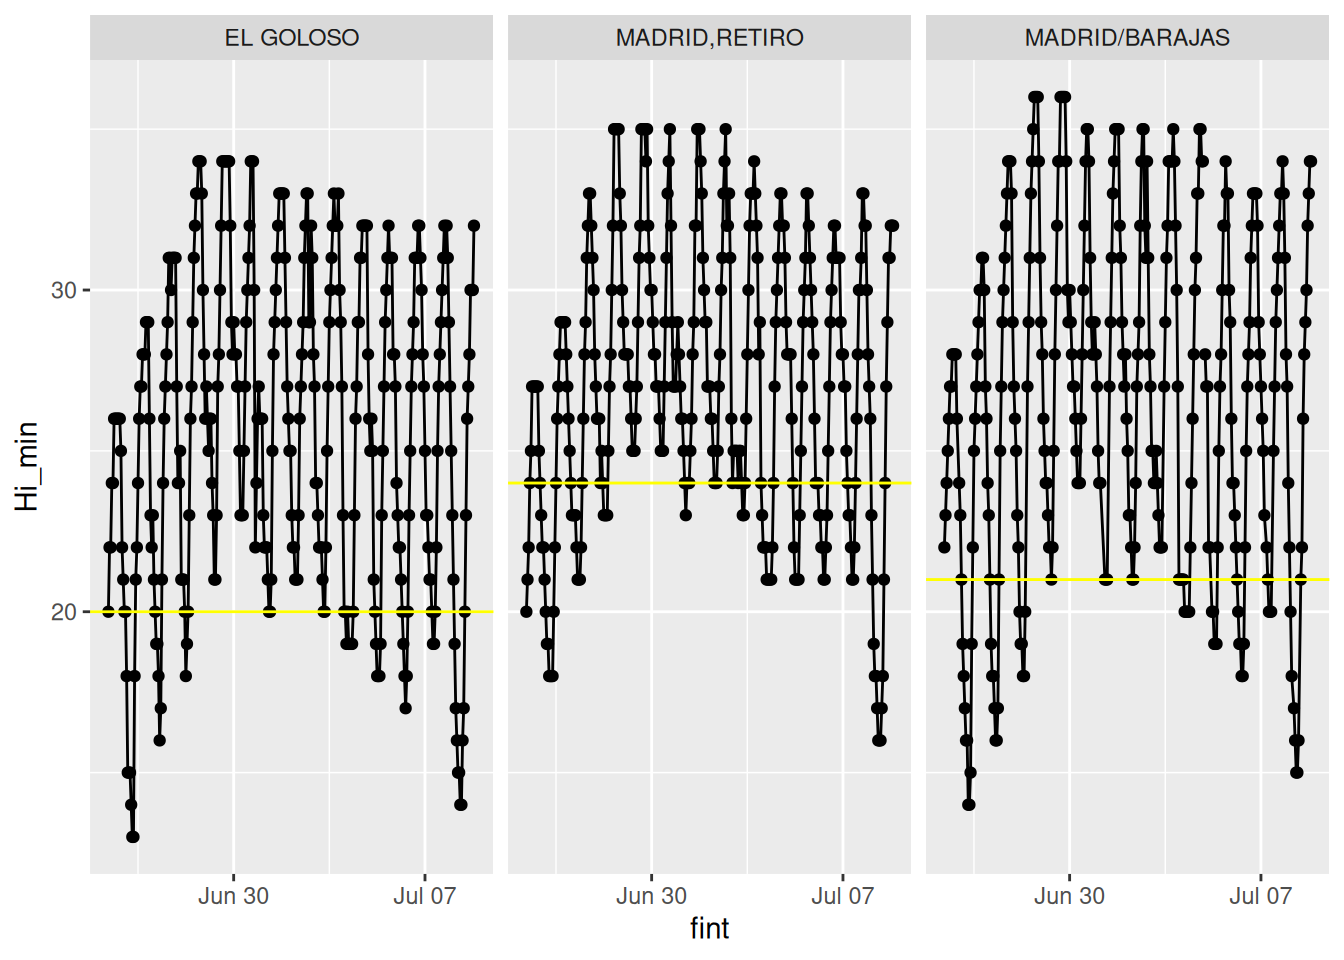 EL GOLOSO
MADRID,RETIRO
MADRID/BARAJAS
Hi_min
30
20
Jun 30
Jul 07
Jun 30
Jul 07
Jun 30
Jul 07
fint